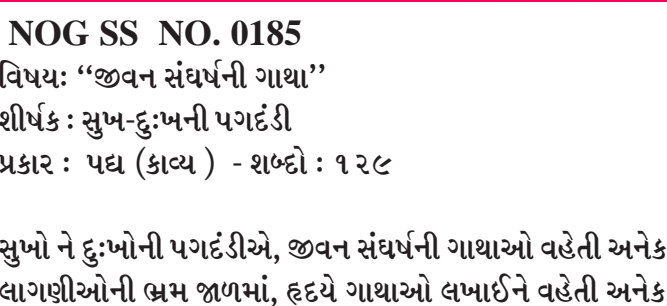 NOG SS NO. 0185
વિષયઃ ‘‘જીવન સંઘર્ષની ગાથા’’
શીર્ષક : સુખ-દુઃખની પગદંડી
પ્રકાર : પદ્ય (કાવ્ય ) - શબ્દો : ૧૨૯
સુખો ને દુઃખોની પગદંડીએ, જીવન સંઘર્ષની ગાથાઓ વહેતી અનેક
લાગણીઓની ભ્રમ જાળમાં, હૃદયે ગાથાઓ લખાઈને વહેતી અનેક